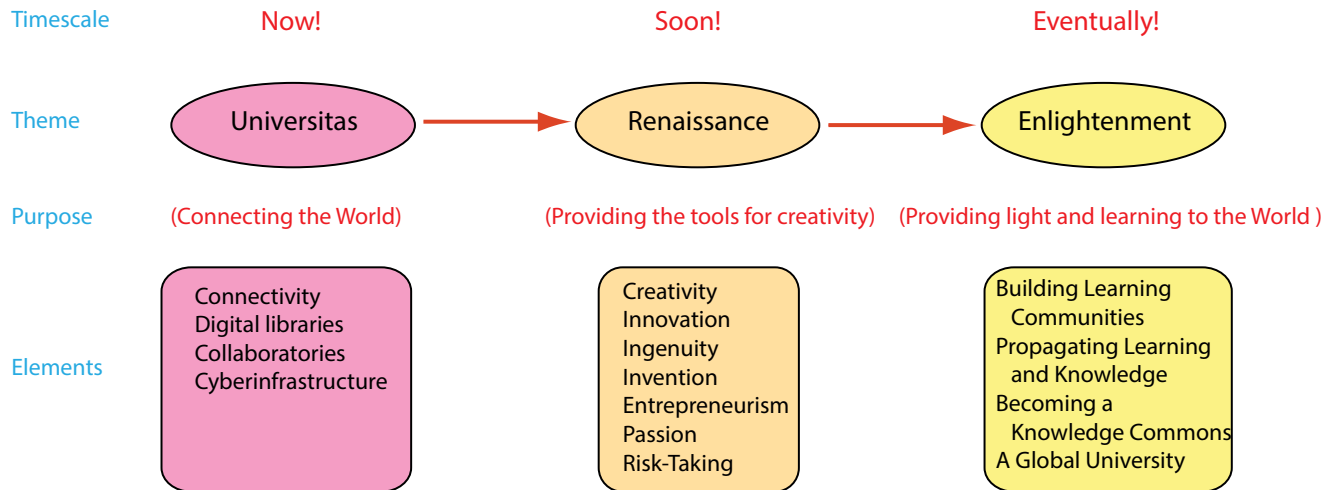 Timescale Now! Soon! Eventually!
Theme Universitas Renaissance Enlightenment
Purpose (Connecting the World) (Providing the tools for creativity) (Providing light and learning to the World )
Elements
Connectivity
Digital libraries
Collaboratories
Cyberinfrastructure
Creativity
Innovation
Ingenuity
Invention
Entrepreneurism
Passion
Risk-Taking
Building Learning
Communities
Propagating Learning
and Knowledge
Becoming a
Knowledge Commons
A Global University